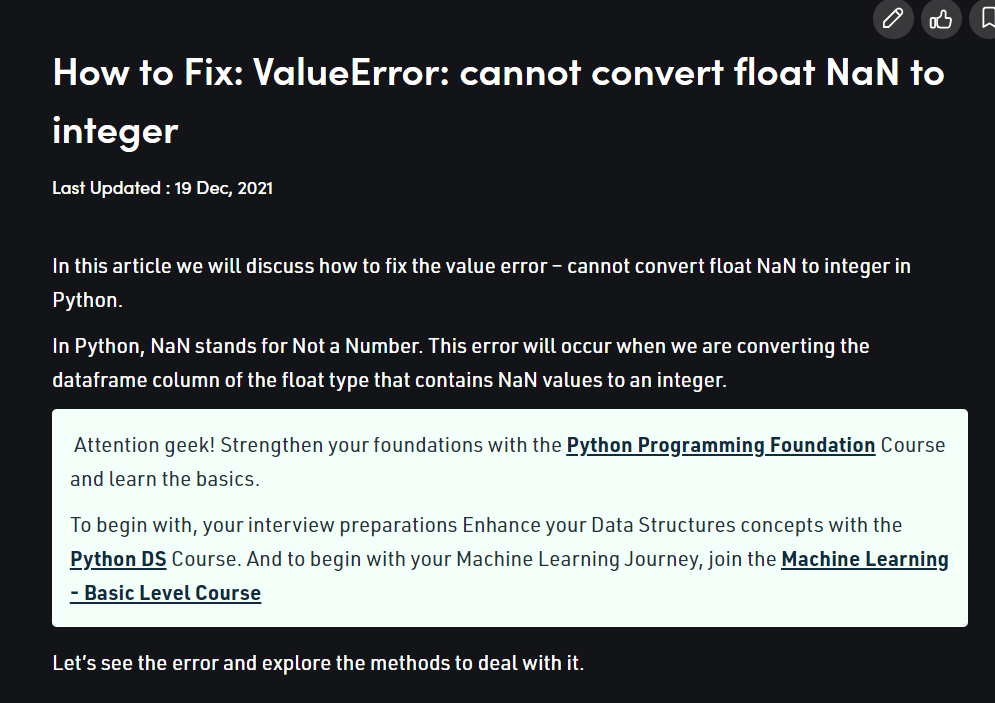 How to Fix: ValueError: cannot convert float NaN to
integer
Last Updated : 19 Dec, 2021
In this article we will discuss how to fix the value error – cannot convert float NaN to integer in
Python.
In Python, NaN stands for Not a Number. This error will occur when we are converting the
dataframe column of the float type that contains NaN values to an integer.
Attention geek! Strengthen your foundations with the Python Programming Foundation Course
and learn the basics.
To begin with, your interview preparations Enhance your Data Structures concepts with the
Python DS Course. And to begin with your Machine Learning Journey, join the Machine Learning
- Basic Level Course
Let’s see the error and explore the methods to deal with it.